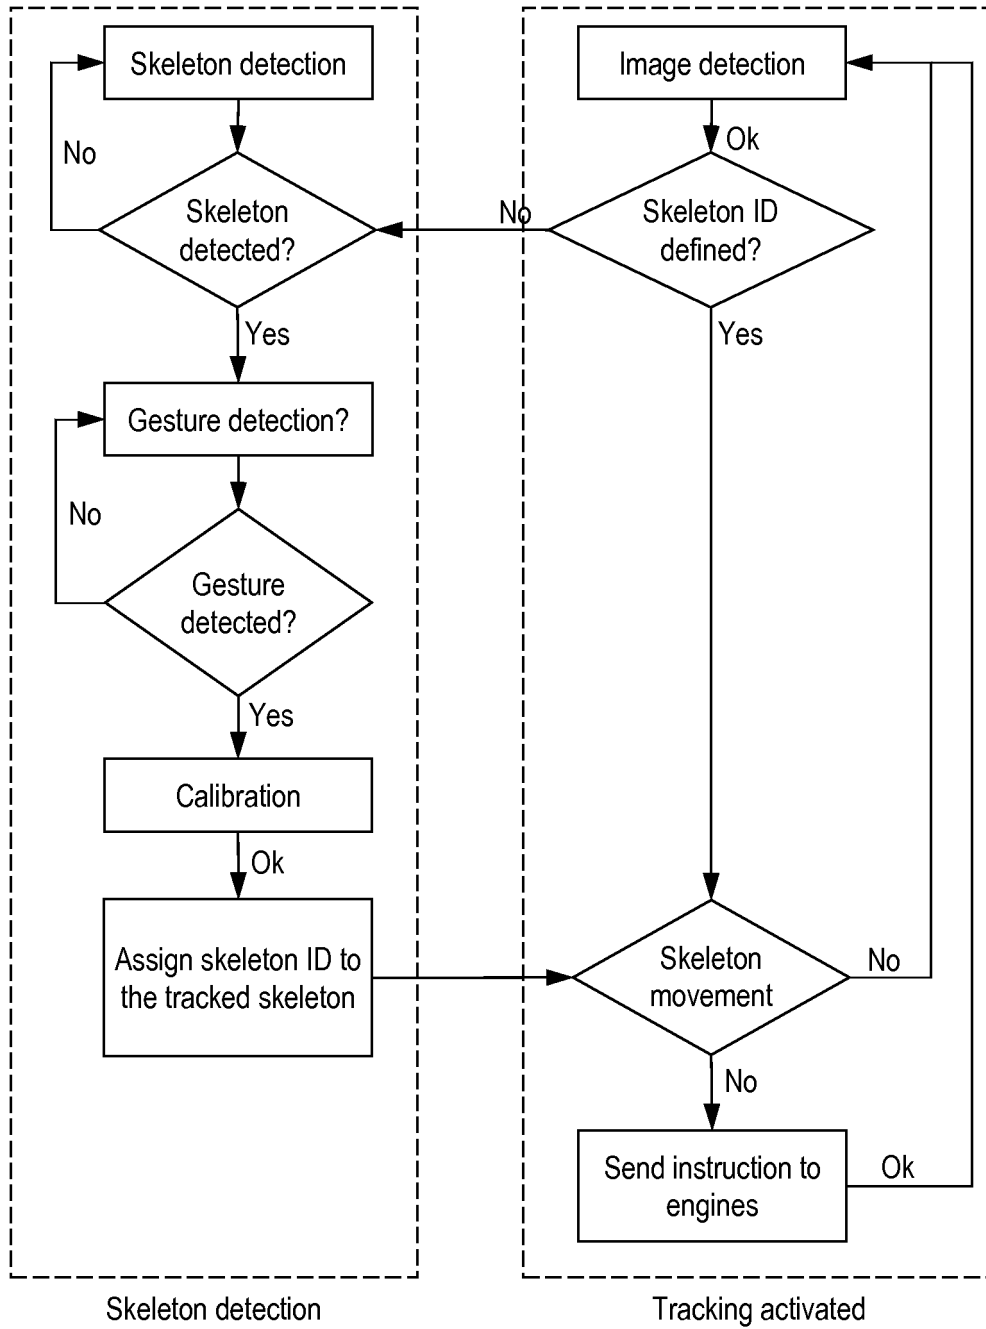 Skeleton detection
No
Skeleton
detected?
Yes
Gesture detection?
No
Gesture
detected?
Yes
Calibration
Ok
Assign skeleton ID to
the tracked skeleton
Skeleton detection
Image detection
Ok
No
Skeleton ID
defined?
Yes
Skeleton
movement
No
No
Send instruction to
engines
Ok
Tracking activated